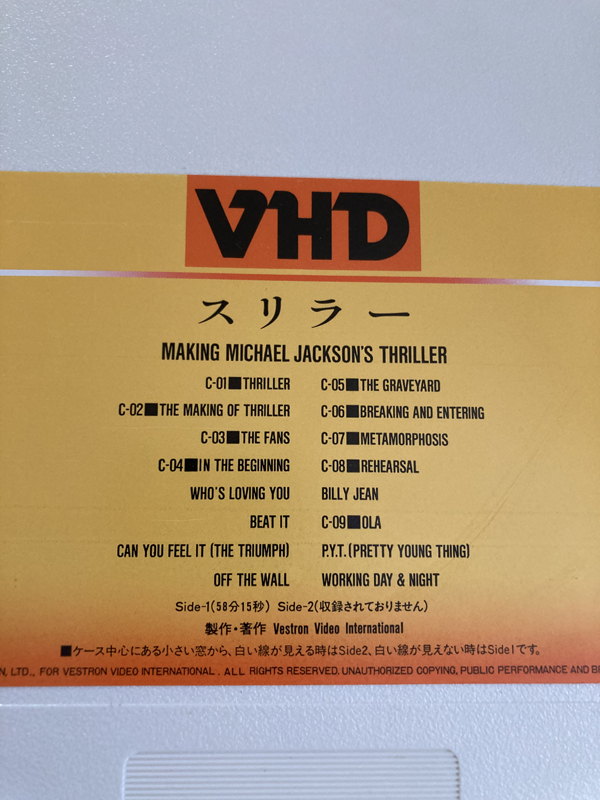 VHD
スリラー
MAKING MICHAEL JACKSON'S THRILLER
C-01■THRILLER
C-02■THE MAKING OF THRILLER
C-03■THE FANS
C-04■IN THE BEGINNING
WHO'S LOVING YOU
BEAT IT
CAN YOU FEEL IT (THE TRIUMPH)
OFF THE WALL
C-05■THE GRAVEYARD
C-06■BREAKING AND ENTERING
C-07■METAMORPHOSIS
C-08■REHEARSAL
BILLY JEAN
C-09■OLA
P.Y.T. (PRETTY YOUNG THING)
WORKING DAY & NIGHT
Side-1(58分15秒) Side-2(収録されておりません)
製作・著作 Vestron Video International
■ケース中心にある小さい窓から、白い線が見える時はSide2、白い線が見えない時はSide1です。
LTD., FOR VESTRON VIDEO INTERNATIONAL. ALL RIGHTS RESERVED. UNAUTHORIZED COPYING, PUBLIC PERFORMANCE AND